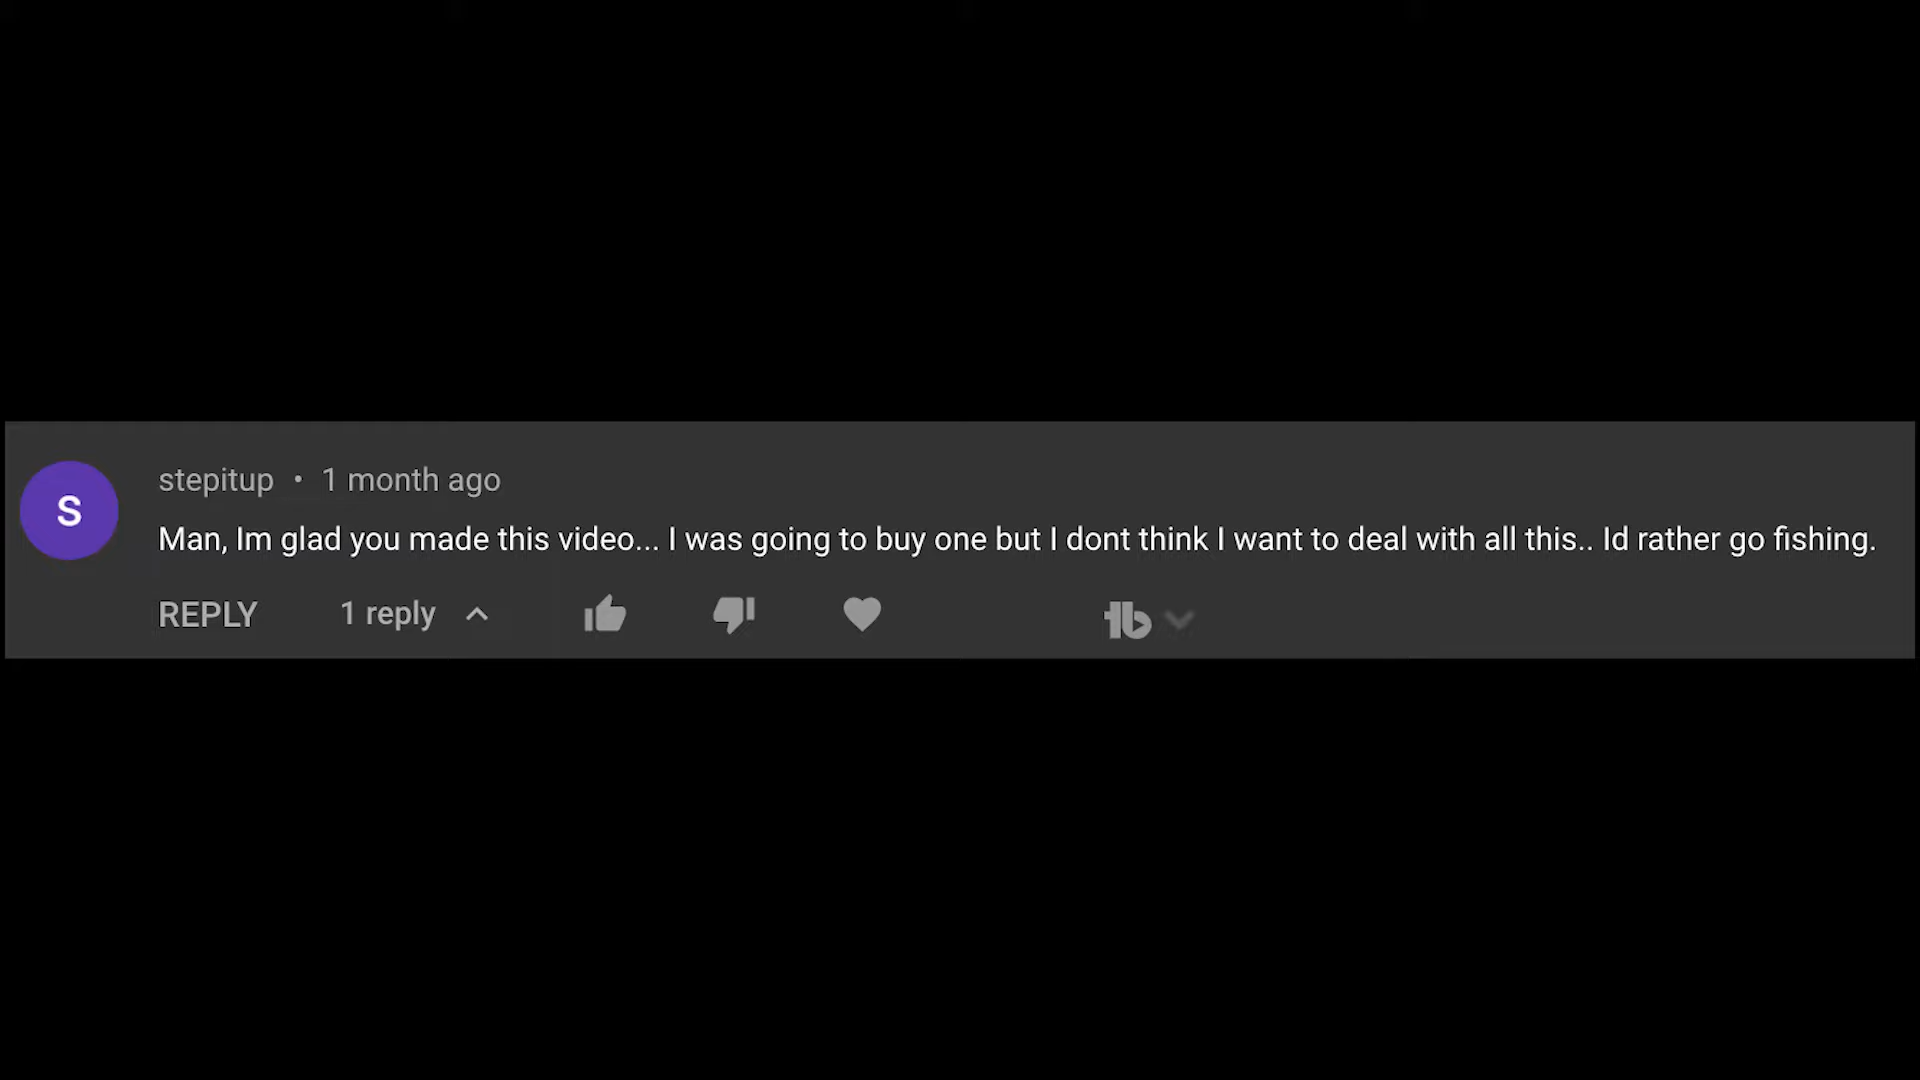 S
stepitup • 1 month ago
Man, Im glad you made this video... I was going to buy one but I dont think I want to deal with all this.. Id rather go fishing.
REPLY 1 reply tb